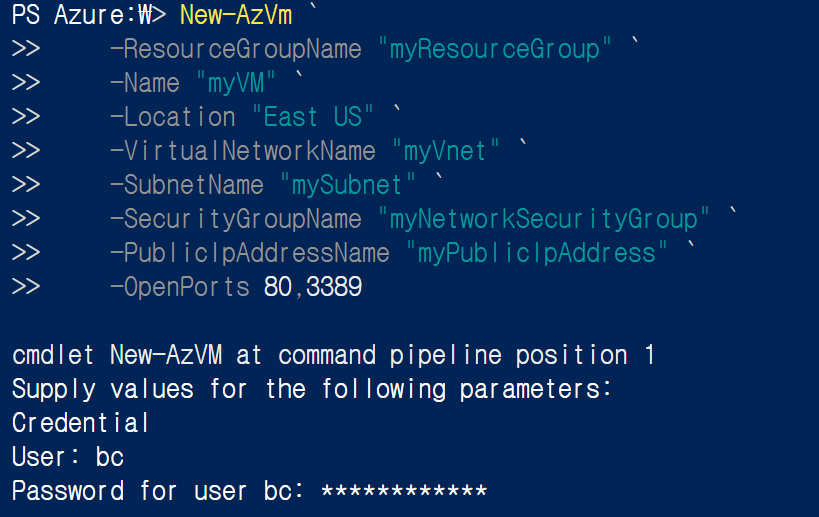 PS Azure:₩> New-AzVm `
>>     -ResourceGroupName "myResourceGroup" `
>>     -Name "myVM" `
>>     -Location "East US" `
>>     -VirtualNetworkName "myVnet" `
>>     -SubnetName "mySubnet" `
>>     -SecurityGroupName "myNetworkSecurityGroup" `
>>     -PublicIpAddressName "myPublicIpAddress" `
>>     -OpenPorts 80,3389
cmdlet New-AzVM at command pipeline position 1
Supply values for the following parameters:
Credential
User: bc
Password for user bc: ************